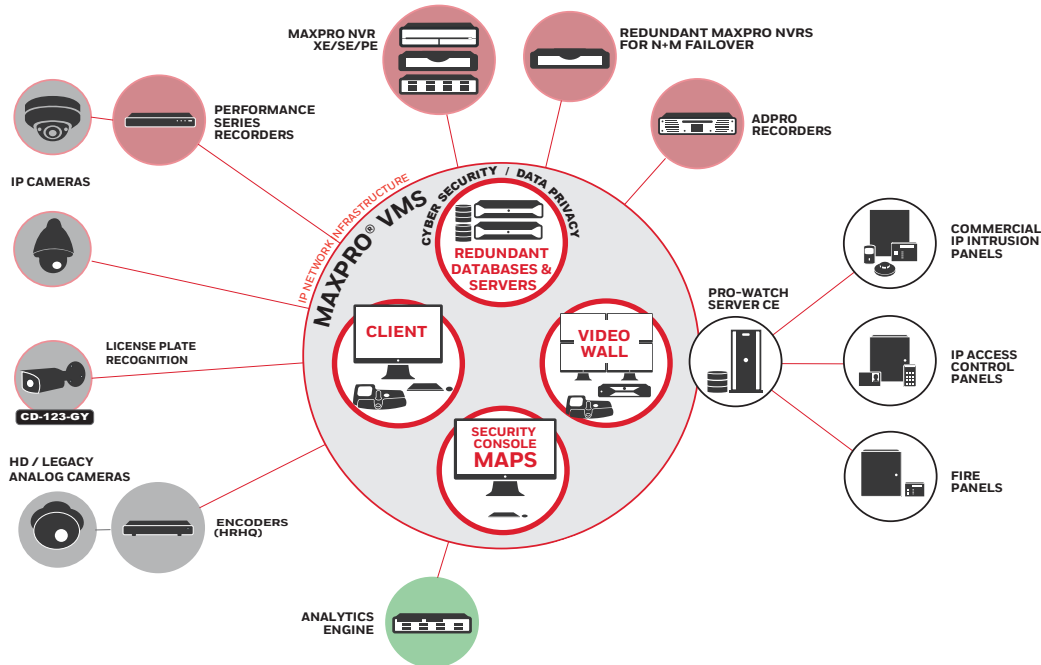 MAXPRO NVR
XE/SE/PE
REDUNDANT MAXPRO NVRS
FOR N+M FAILOVER
PERFORMANCE
SERIES
RECORDERS
ADPRO
RECORDERS
IP CAMERAS
IP NETWORK INFRASTRUCTURE
MAXPRO® VMS
CYBER SECURITY / DATA PRIVACY
REDUNDANT
DATABASES &
SERVERS
COMMERCIAL
IP INTRUSION
PANELS
PRO-WATCH
SERVER CE
CLIENT
VIDEO
WALL
LICENSE PLATE
RECOGNITION
CD-123-GY
IP ACCESS
CONTROL
PANELS
SECURITY
CONSOLE
MAPS
HD / LEGACY
ANALOG CAMERAS
ENCODERS
(HRHQ)
FIRE
PANELS
ANALYTICS
ENGINE